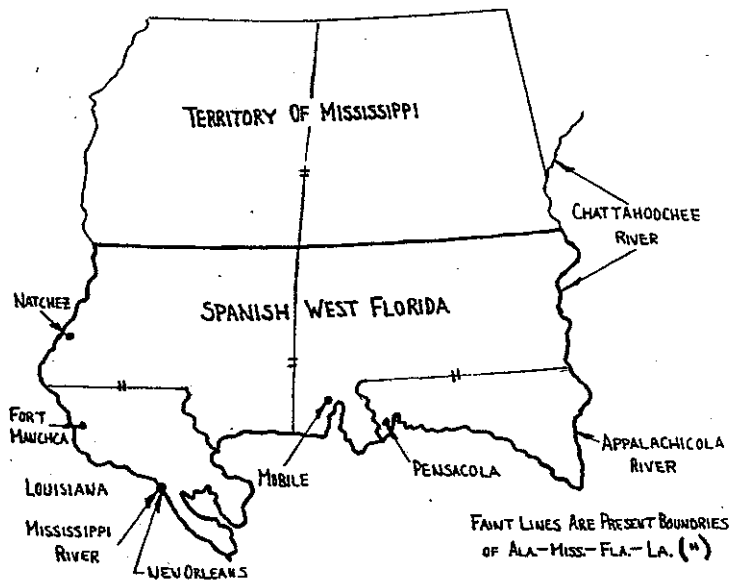 TERRITORY OF MISSISSIPPI
CHATTAHOOCHEE
RIVER
NATCHEZ
SPANISH WEST FLORIDA
FORT
MANCHCA
MOBILE
PENSACOLA
APPALACHICOLA
RIVER
LOUISIANA
MISSISSIPPI
RIVER
NEW ORLEANS
FAINT LINES ARE PRESENT BOUNDRIES
OF ALA.-MISS.-FLA.-LA. (")